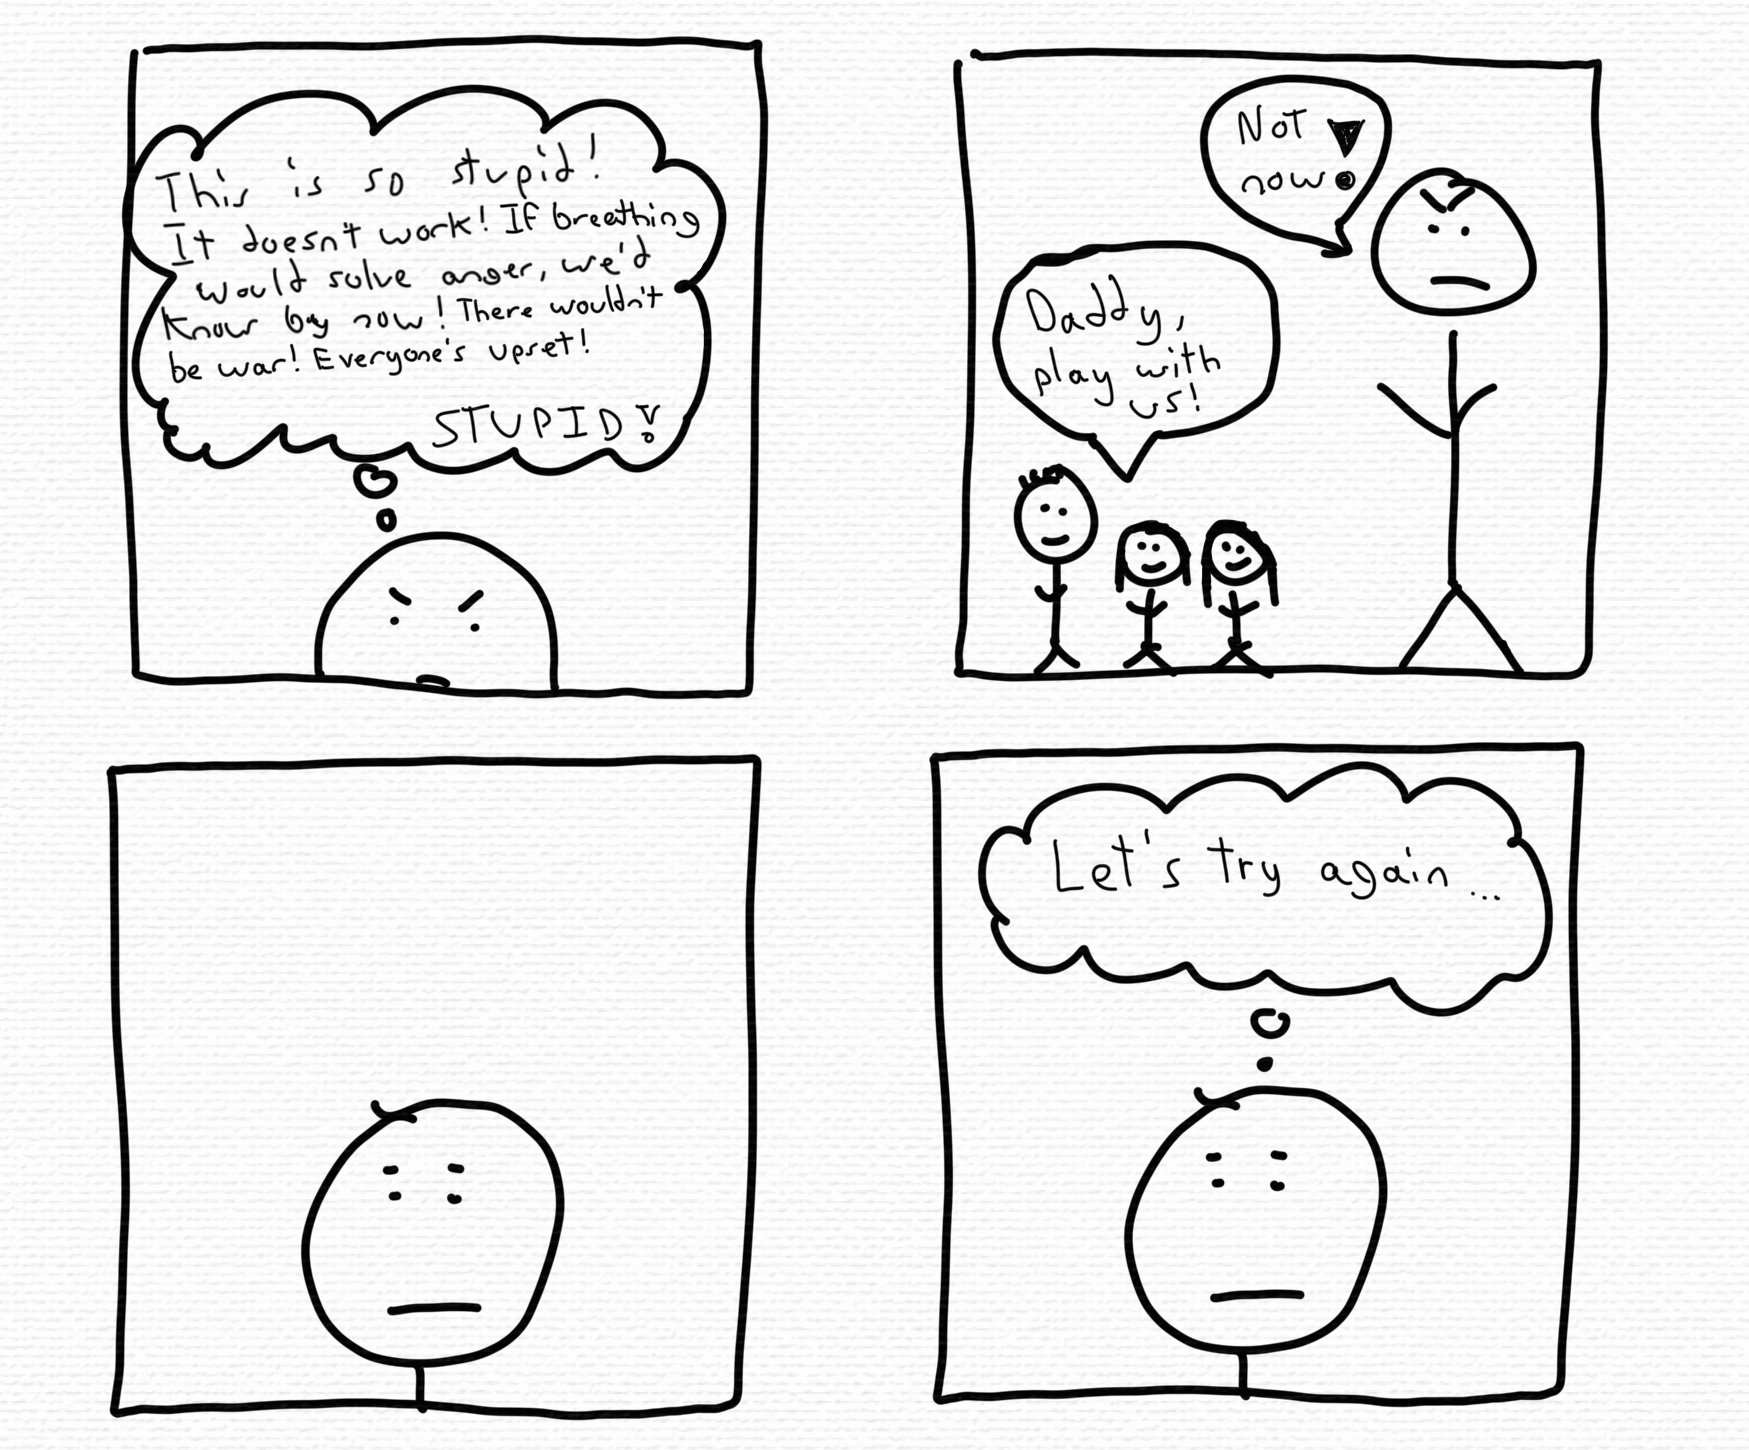 This is so stupid!
It doesn't work! If breathing
would solve anger, we'd
know by now! There wouldn't
be war! Everyone's upset!
STUPID!
Not !
now
Daddy,
play with
us!
Let's try again...